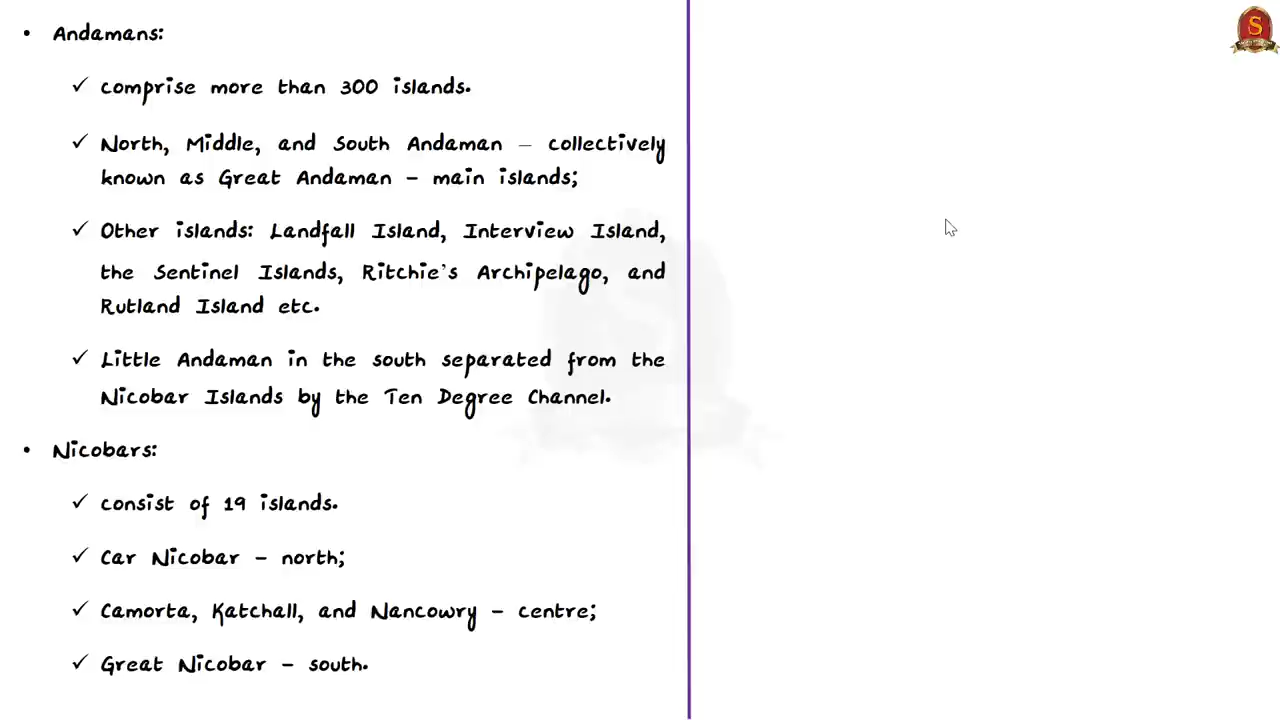 • Andamans:
✓ comprise more than 300 islands.
✓ North, Middle, and South Andaman – collectively
known as Great Andaman – main islands;
✓ Other islands: Landfall Island, Interview Island,
the Sentinel Islands, Ritchie's Archipelago, and
Rutland Island etc.
✓ Little Andaman in the south separated from the
Nicobar Islands by the Ten Degree Channel.
• Nicobars:
✓ consist of 19 islands.
✓ Car Nicobar – north;
✓ Camorta, Katchall, and Nancowry – centre;
✓ Great Nicobar – south.
S